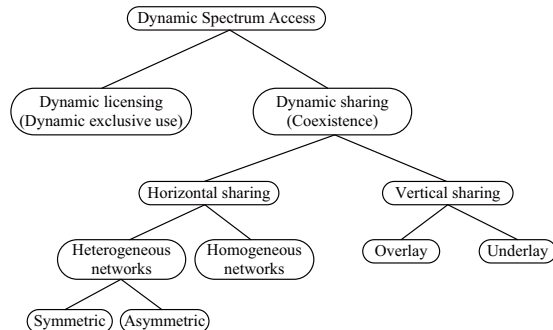 Dynamic Spectrum Access
Dynamic licensing
(Dynamic exclusive use)
Dynamic sharing
(Coexistence)
Horizontal sharing
Vertical sharing
Heterogeneous
networks
Homogeneous
networks
Overlay
Underlay
Symmetric
Asymmetric